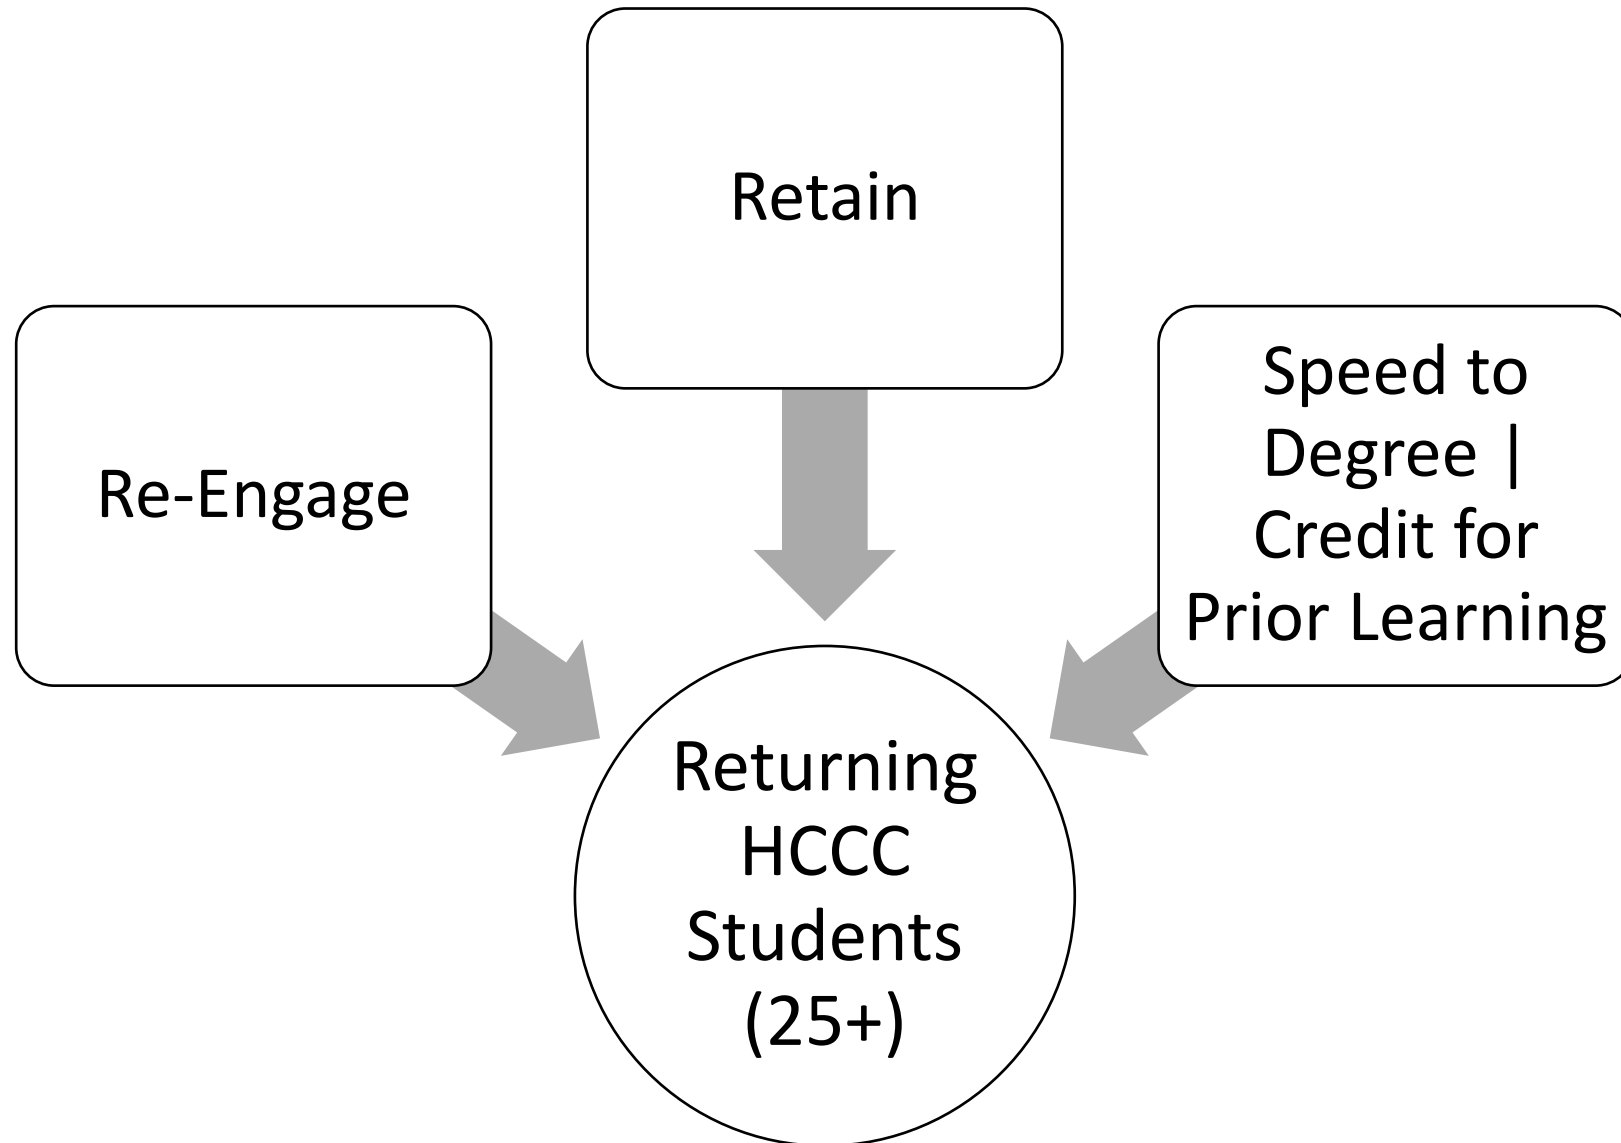 Retain
Re-Engage
Speed to
Degree |
Credit for
Prior Learning
Returning
HCCC
Students
(25+)